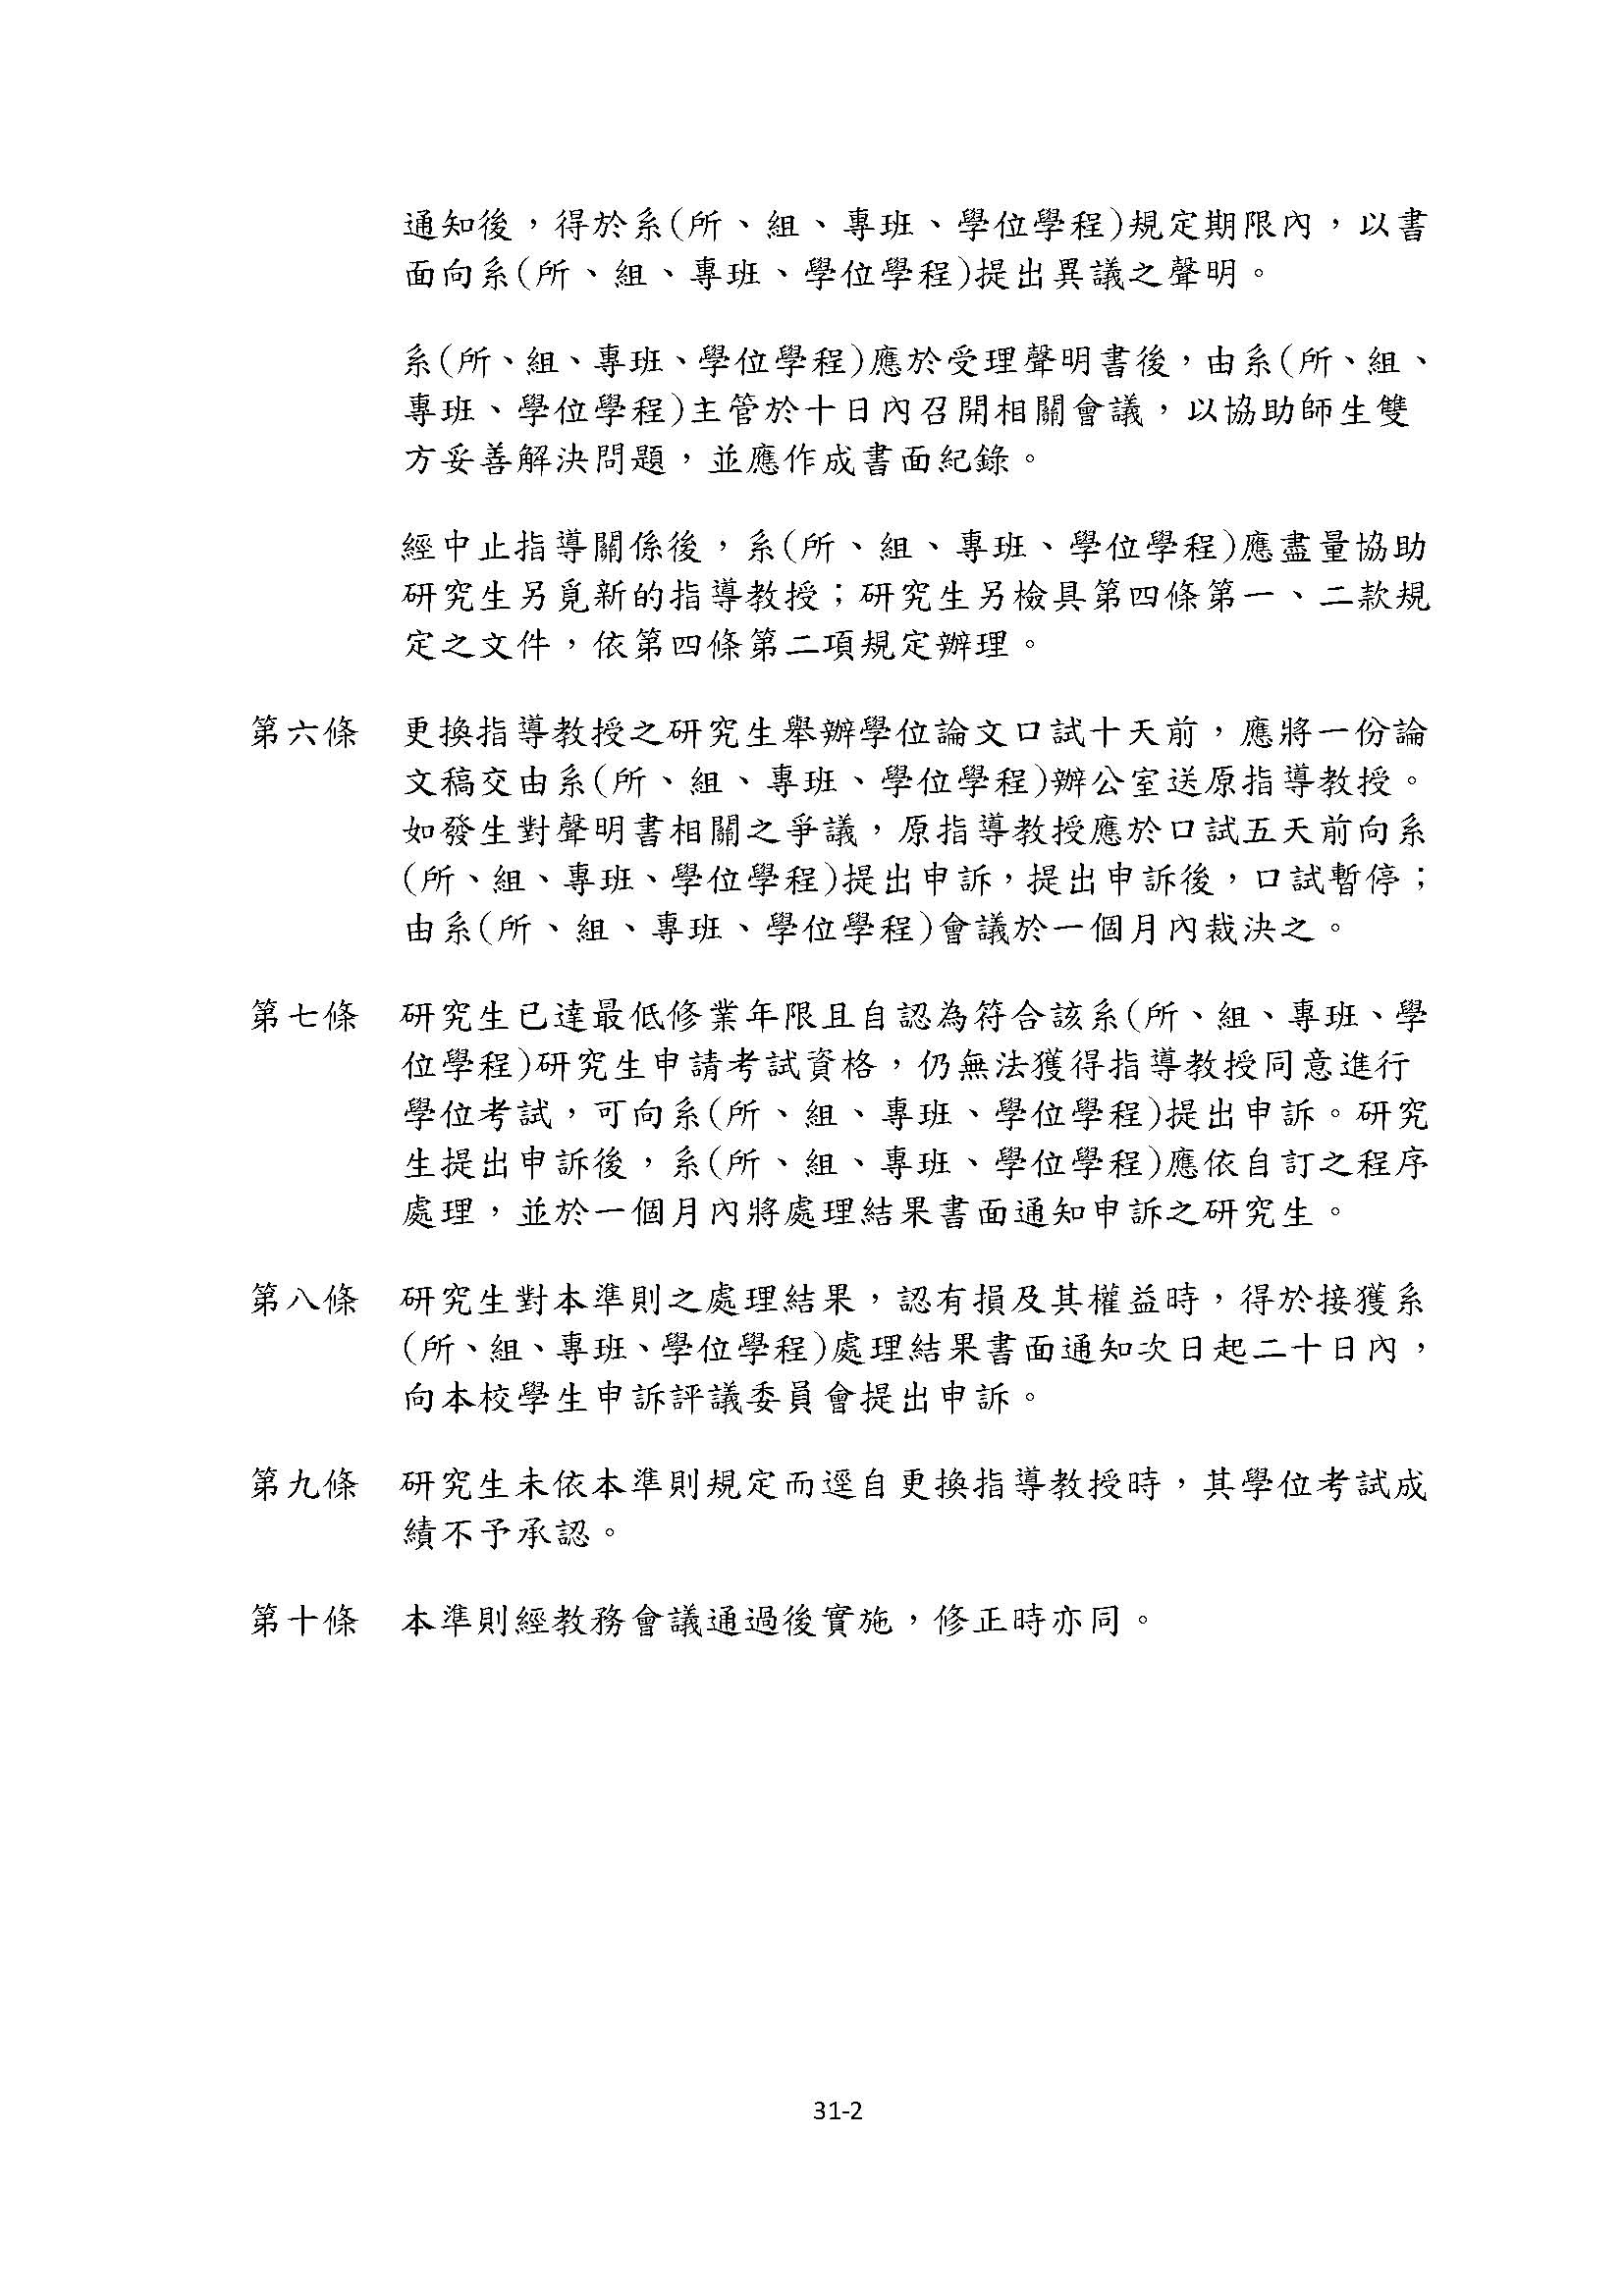 通知後，得於系(所、組、專班、學位學程)規定期限內，以書
面向系(所、組、專班、學位學程)提出異議之聲明。
系(所、組、專班、學位學程)應於受理聲明書後，由系(所、組、
專班、學位學程)主管於十日內召開相關會議，以協助師生雙
方妥善解決問題，並應作成書面紀錄。
經中止指導關係後，系(所、組、專班、學位學程)應盡量協助
研究生另覓新的指導教授；研究生另檢具第四條第一、二款規
定之文件，依第四條第二項規定辦理。
第六條 更換指導教授之研究生舉辦學位論文口試十天前，應將一份論
文稿交由系(所、組、專班、學位學程)辦公室送原指導教授。
如發生對聲明書相關之爭議，原指導教授應於口試五天前向系
(所、組、專班、學位學程)提出申訴，提出申訴後，口試暫停；
由系(所、組、專班、學位學程)會議於一個月內裁決之。
第七條 研究生已達最低修業年限且自認為符合該系(所、組、專班、學
位學程)研究生申請考試資格，仍無法獲得指導教授同意進行
學位考試，可向系(所、組、專班、學位學程)提出申訴。研究
生提出申訴後，系(所、組、專班、學位學程)應依自訂之程序
處理，並於一個月內將處理結果書面通知申訴之研究生。
第八條 研究生對本準則之處理結果，認有損及其權益時，得於接獲系
(所、組、專班、學位學程)處理結果書面通知次日起二十日內，
向本校學生申訴評議委員會提出申訴。
第九條 研究生未依本準則規定而逕自更換指導教授時，其學位考試成
績不予承認。
第十條 本準則經教務會議通過後實施，修正時亦同。
31-2